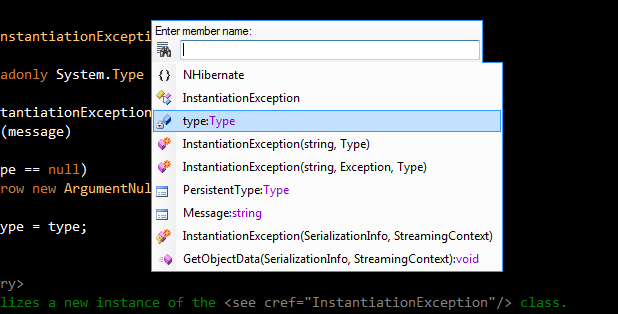 Enter member name:
nstantiationExcepti
adonly System.Type
tantiationException
(message)
pe == null)
row new ArgumentNul
ype = type;
ry>
lizes a new instance of the <see cref="InstantiationException"/> class.
{} NHibernate
InstantiationException
type:Type
InstantiationException(string, Type)
InstantiationException(string, Exception, Type)
PersistentType:Type
Message:string
InstantiationException(SerializationInfo, StreamingContext)
GetObjectData(SerializationInfo, StreamingContext):void